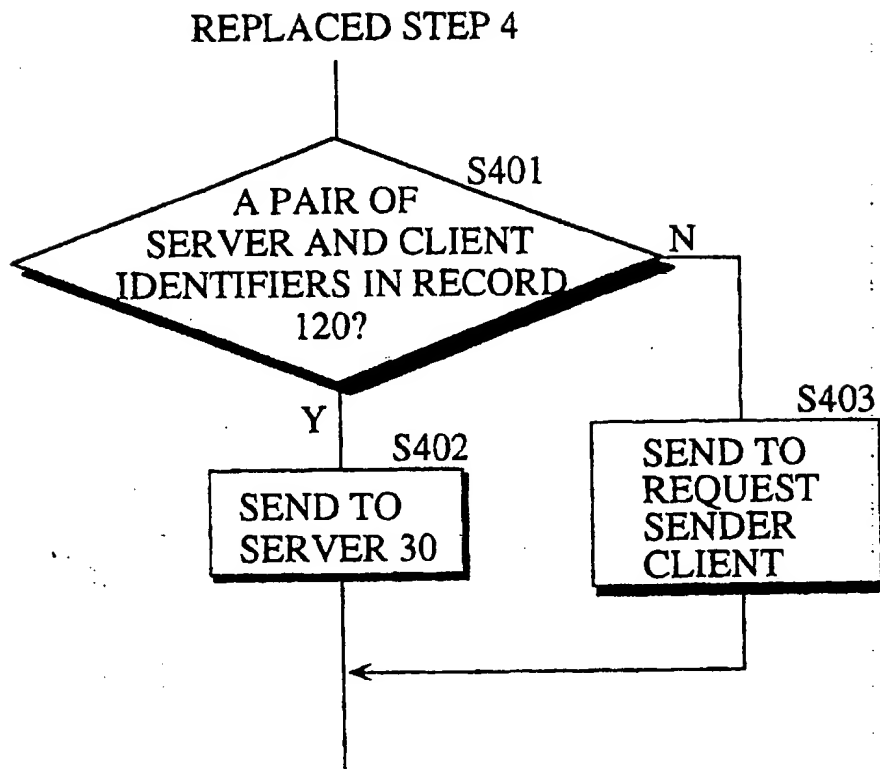 REPLACED STEP 4
S401
A PAIR OF
SERVER AND CLIENT
IDENTIFIERS IN RECORD
120?
N
Y
S402
SEND TO
SERVER 30
S403
SEND TO
REQUEST
SENDER
CLIENT